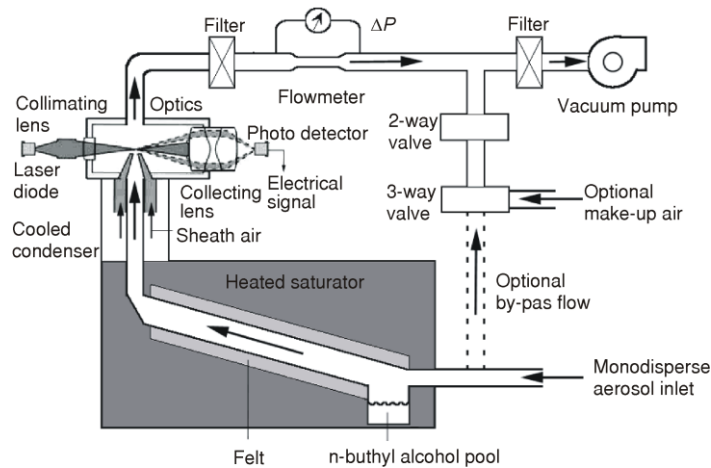 Filter
ΔP
Filter
Flowmeter
Vacuum pump
Collimating
lens
Optics
Photo detector
2-way
valve
Laser
diode
Collecting
lens
Electrical
signal
3-way
valve
Optional
make-up air
Cooled
condenser
Sheath air
Heated saturator
Optional
by-pas flow
Monodisperse
aerosol inlet
Felt
n-buthyl alcohol pool